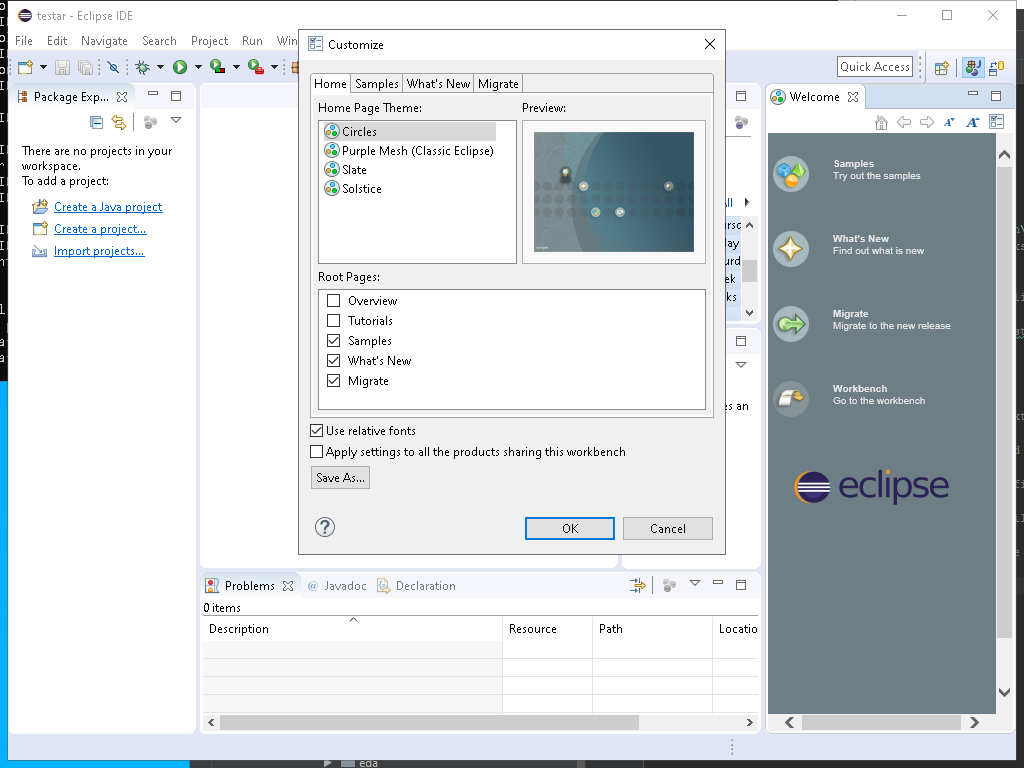 testar - Eclipse IDE
File Edit Navigate Search Project Run Win
Quick Access
Package Exp...
There are no projects in your
workspace.
To add a project:
Create a Java project
Create a project...
Import projects...
Customize
Home Samples What's New Migrate
Home Page Theme:
Preview:
Circles
Purple Mesh (Classic Eclipse)
Slate
Solstice
Root Pages:
Overview
Tutorials
Samples
What's New
Migrate
Use relative fonts
Apply settings to all the products sharing this workbench
Save As...
OK Cancel
es an
Problems Javadoc Declaration
0 items
Description Resource Path Locatio
Welcome
Samples
Try out the samples
What's New
Find out what is new
Migrate
Migrate to the new release
Workbench
Go to the workbench
eclipse
eda